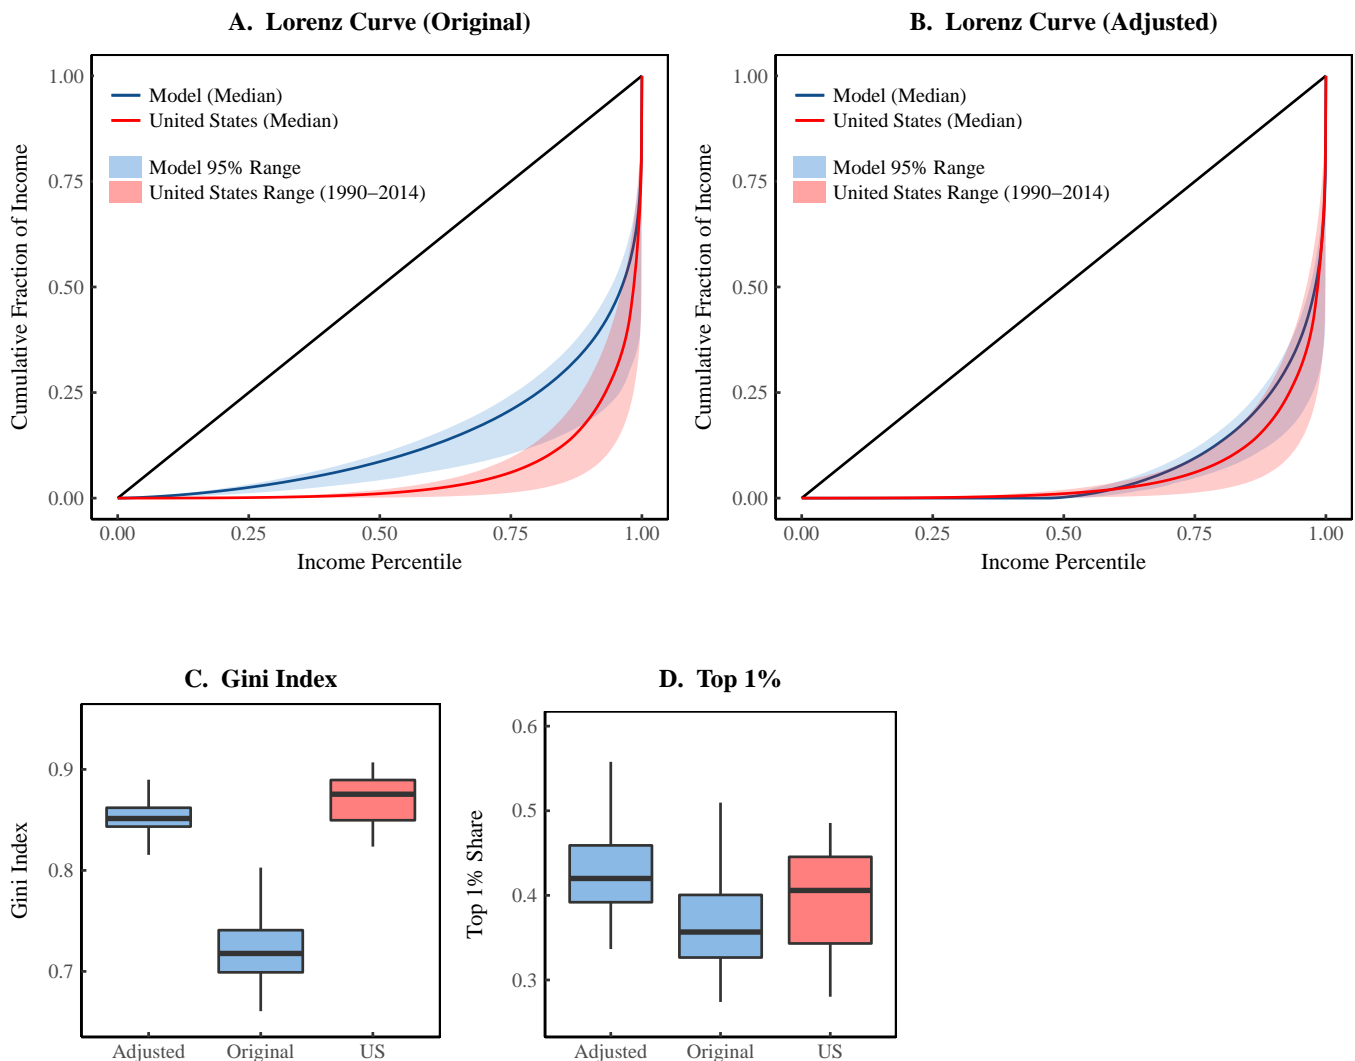 A. Lorenz Curve (Original)
Cumulative Fraction of Income
1.00
0.75
0.50
0.25
0.00
Model (Median)
United States (Median)
Model 95% Range
United States Range (1990–2014)
0.00 0.25 0.50 0.75 1.00
Income Percentile
B. Lorenz Curve (Adjusted)
Cumulative Fraction of Income
1.00
0.75
0.50
0.25
0.00
Model (Median)
United States (Median)
Model 95% Range
United States Range (1990–2014)
0.00 0.25 0.50 0.75 1.00
Income Percentile
C. Gini Index
Gini Index
0.9
0.8
0.7
Adjusted Original US
D. Top 1%
Top 1% Share
0.6
0.5
0.4
0.3
Adjusted Original US